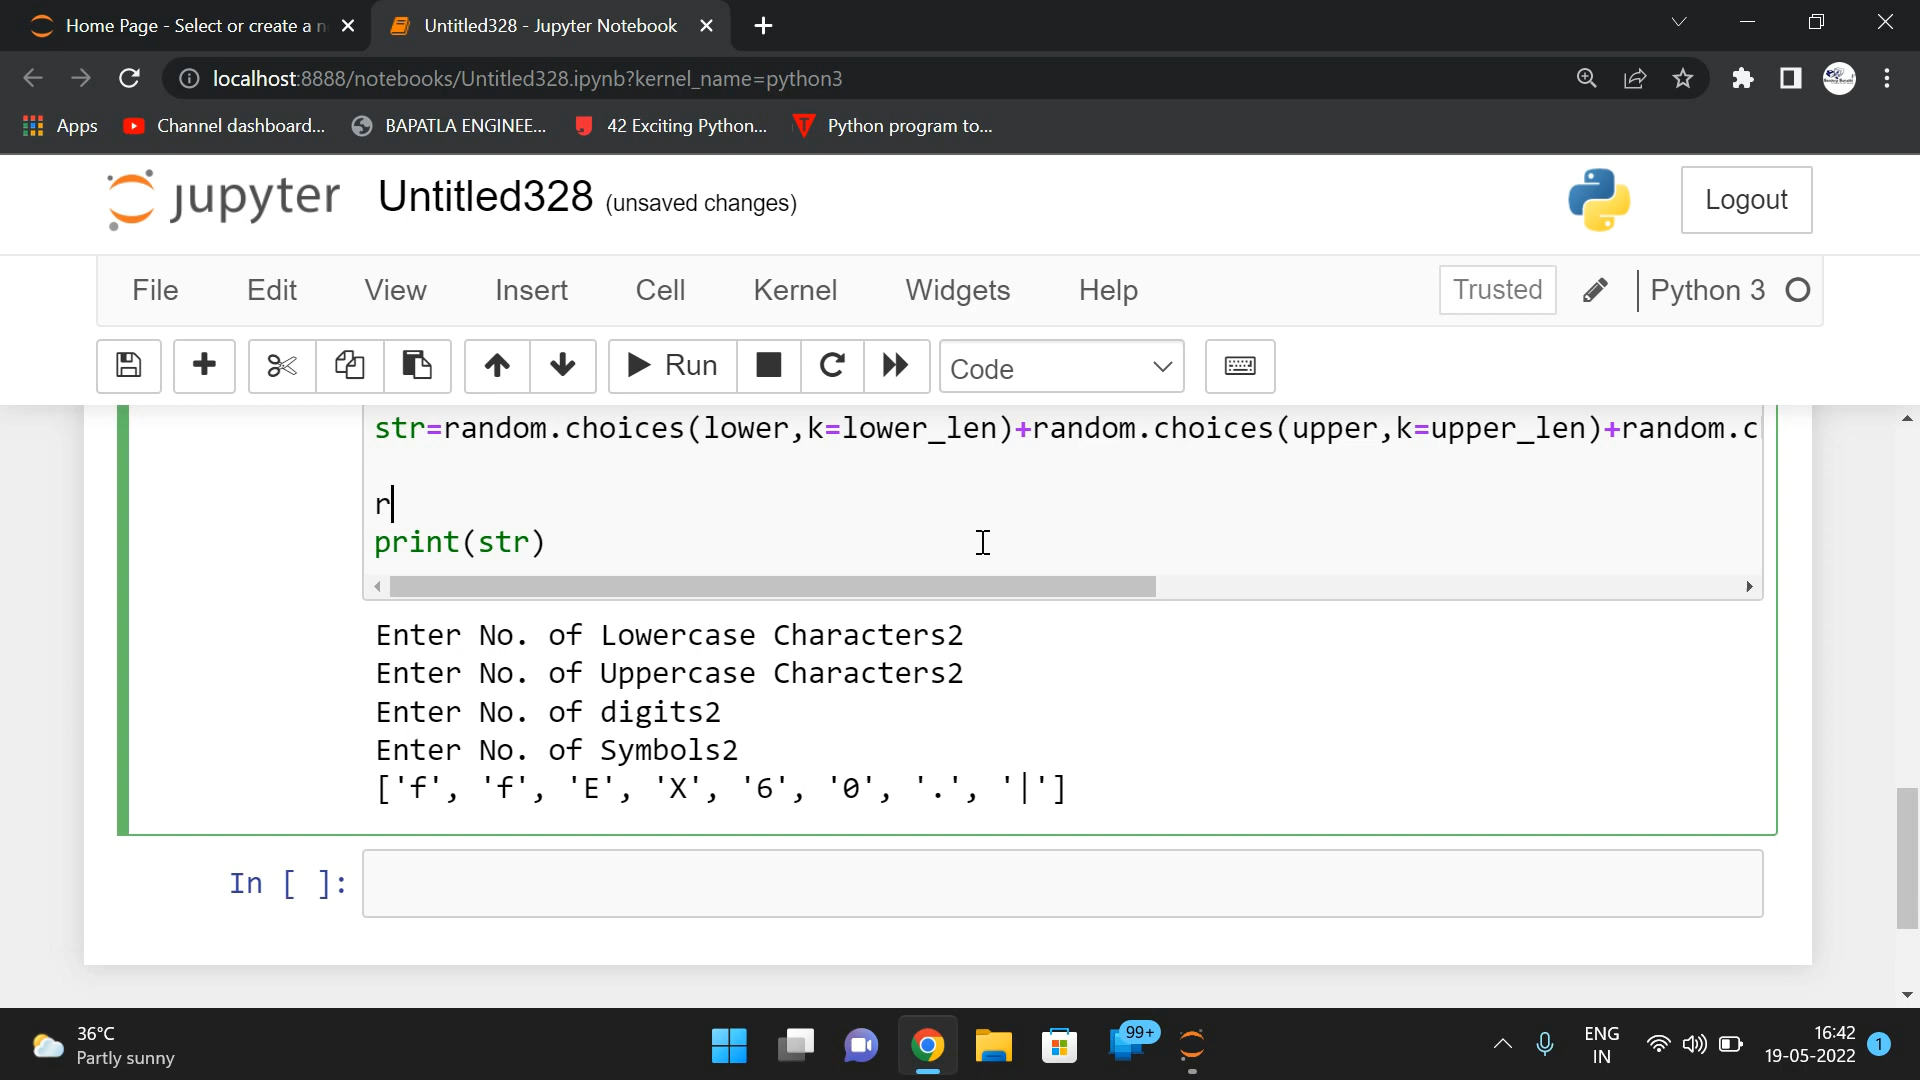 Home Page - Select or create a n
Untitled328 - Jupyter Notebook
localhost:8888/notebooks/Untitled328.ipynb?kernel_name=python3
Apps
Channel dashboard...
BAPATLA ENGINEE...
42 Exciting Python...
Python program to...
jupyter
Untitled328 (unsaved changes)
Logout
File Edit View Insert Cell Kernel Widgets Help
Trusted
Python 3
Run
Code
str=random.choices(lower,k=lower_len)+random.choices(upper,k=upper_len)+random.c
r
print(str)
Enter No. of Lowercase Characters2
Enter No. of Uppercase Characters2
Enter No. of digits2
Enter No. of Symbols2
['f', 'f', 'E', 'X', '6', '0', '.', '|']
In [ ]:
36°C
Partly sunny
99+
ENG
IN
16:42
19-05-2022
1